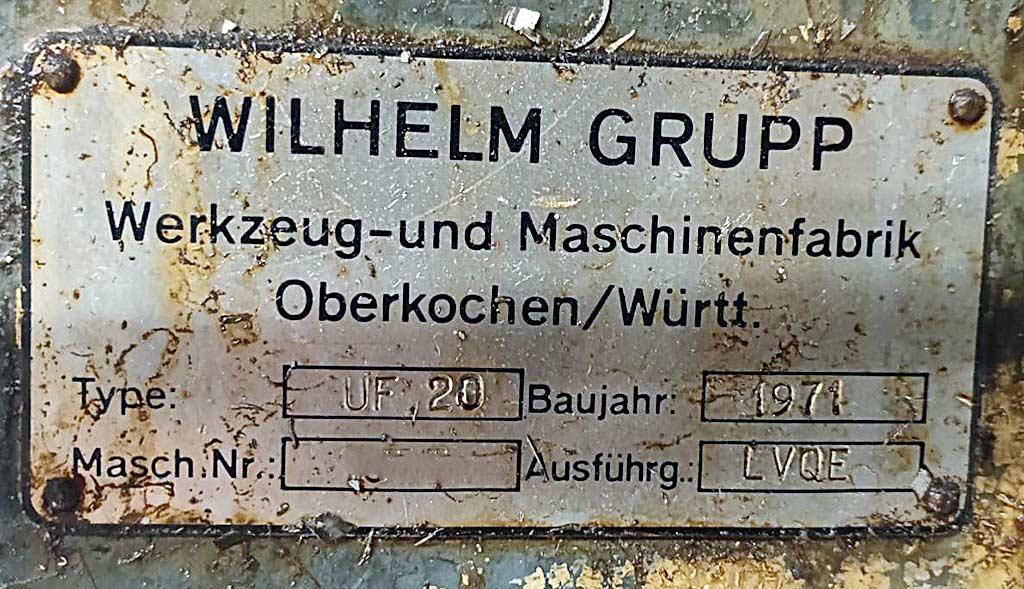 WILHELM GRUPP
Werkzeug-und Maschinenfabrik
Oberkochen/Württ.
Type: UF 20 Baujahr: 1971
Masch.Nr.: Ausführg.: LVQE